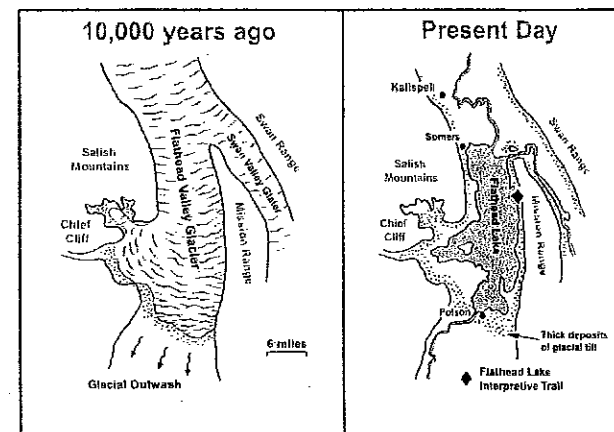 10,000 years ago
Salish
Mountains
Chief
Cliff
Flathead Valley Glacier
Swan Valley Glacier
Swan Range
Mission Range
6 miles
Glacial Outwash
Present Day
Kalispell
Somers
Salish
Mountains
Chief
Cliff
Flathead Lake
Swan Range
Mission Range
Polson
Thick deposits
of glacial till
Flathead Lake
Interpretive Trail